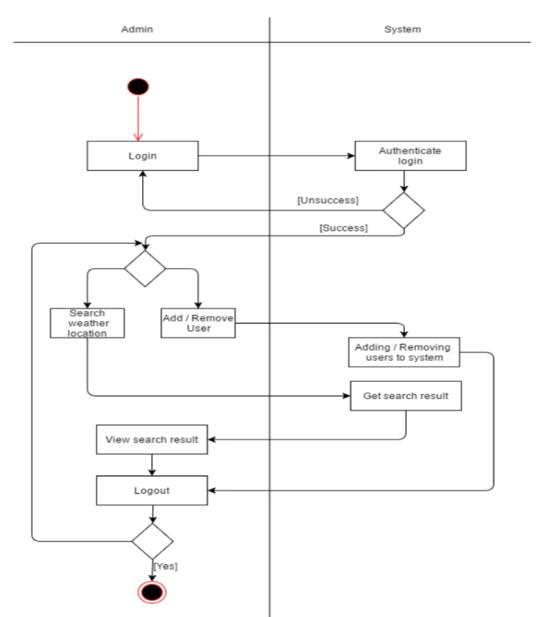 Admin
System
Login
Authenticate
login
[Unsuccess]
[Success]
Search
weather
location
Add / Remove
User
Adding / Removing
users to system
Get search result
View search result
Logout
[Yes]